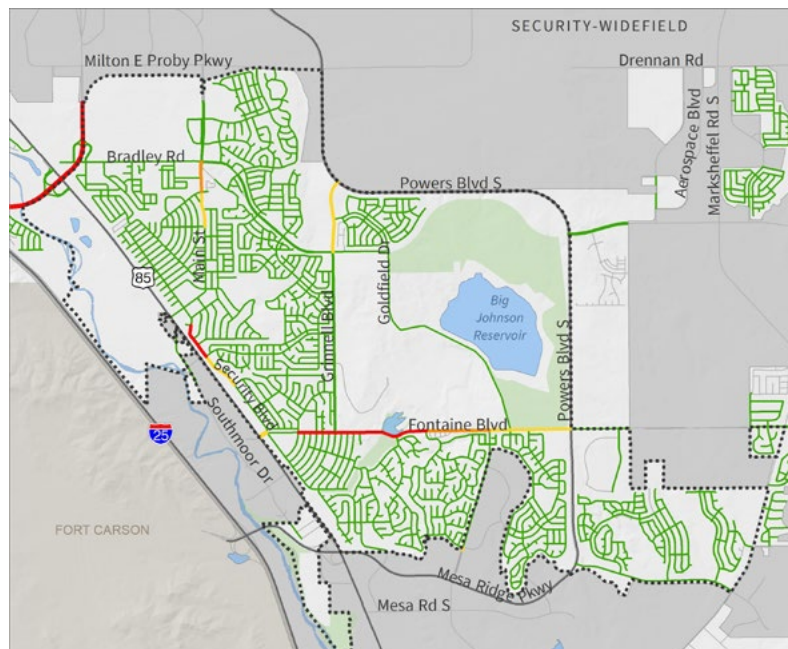 SECURITY-WIDEFIELD
Milton E Proby Pkwy
Drennan Rd
Aerospace Blvd
Marksheffel Rd S
Bradley Rd
Powers Blvd S
Main St
85
Goldfield Dr
Grinnell Blvd
Big
Johnson
Reservoir
Powers Blvd S
Security Blvd
Southmoor Dr
Fontaine Blvd
25
FORT CARSON
Mesa Ridge Pkwy
Mesa Rd S